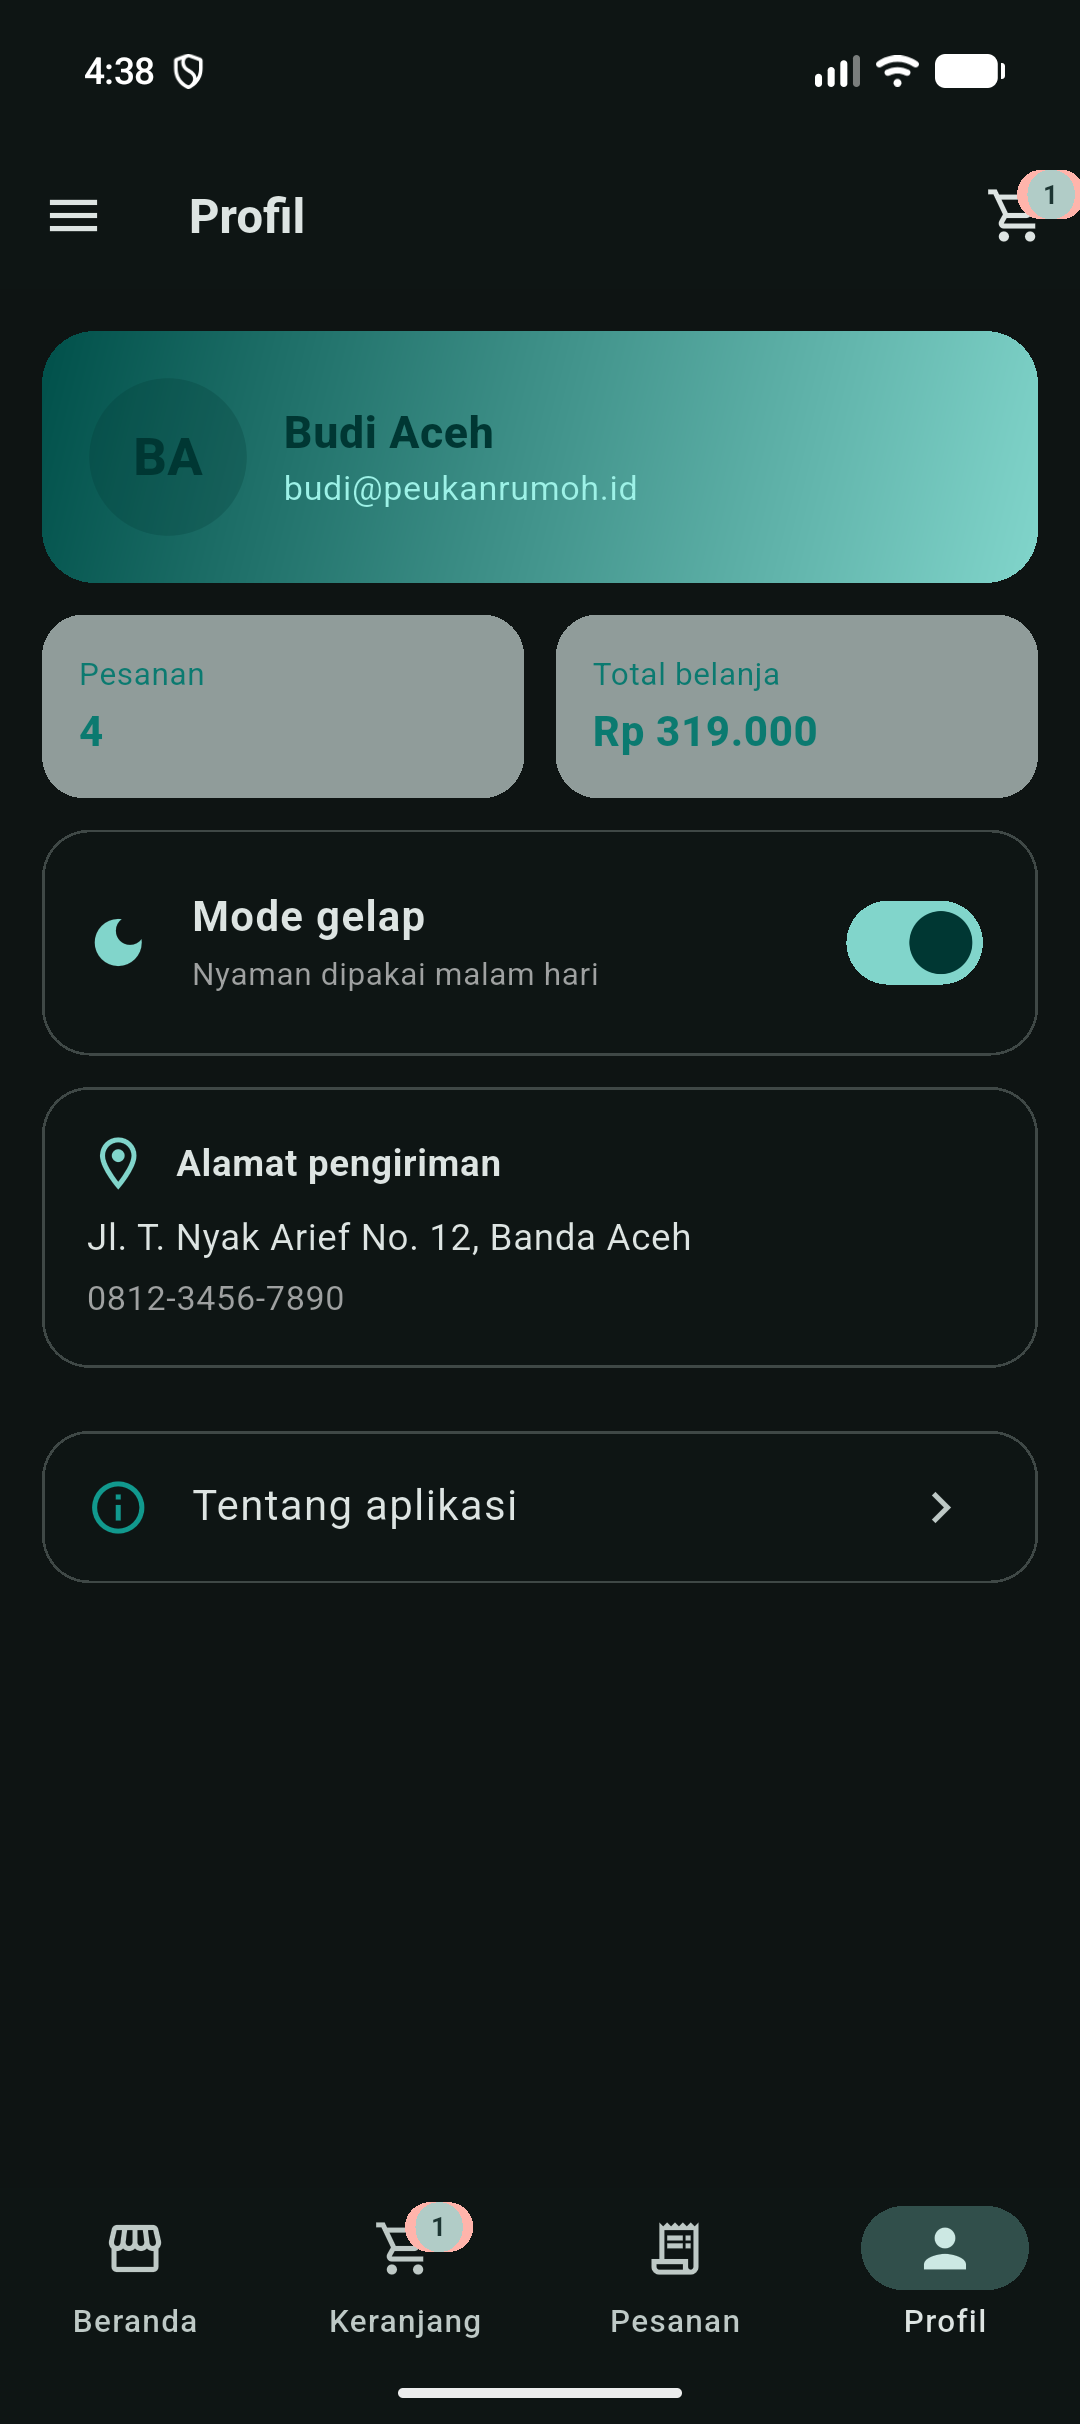 4:38
Profil
1
BA
Budi Aceh
budi@peukanrumoh.id
Pesanan
4
Total belanja
Rp 319.000
Mode gelap
Nyaman dipakai malam hari
Alamat pengiriman
Jl. T. Nyak Arief No. 12, Banda Aceh
0812-3456-7890
Tentang aplikasi
1
Beranda
Keranjang
Pesanan
Profil